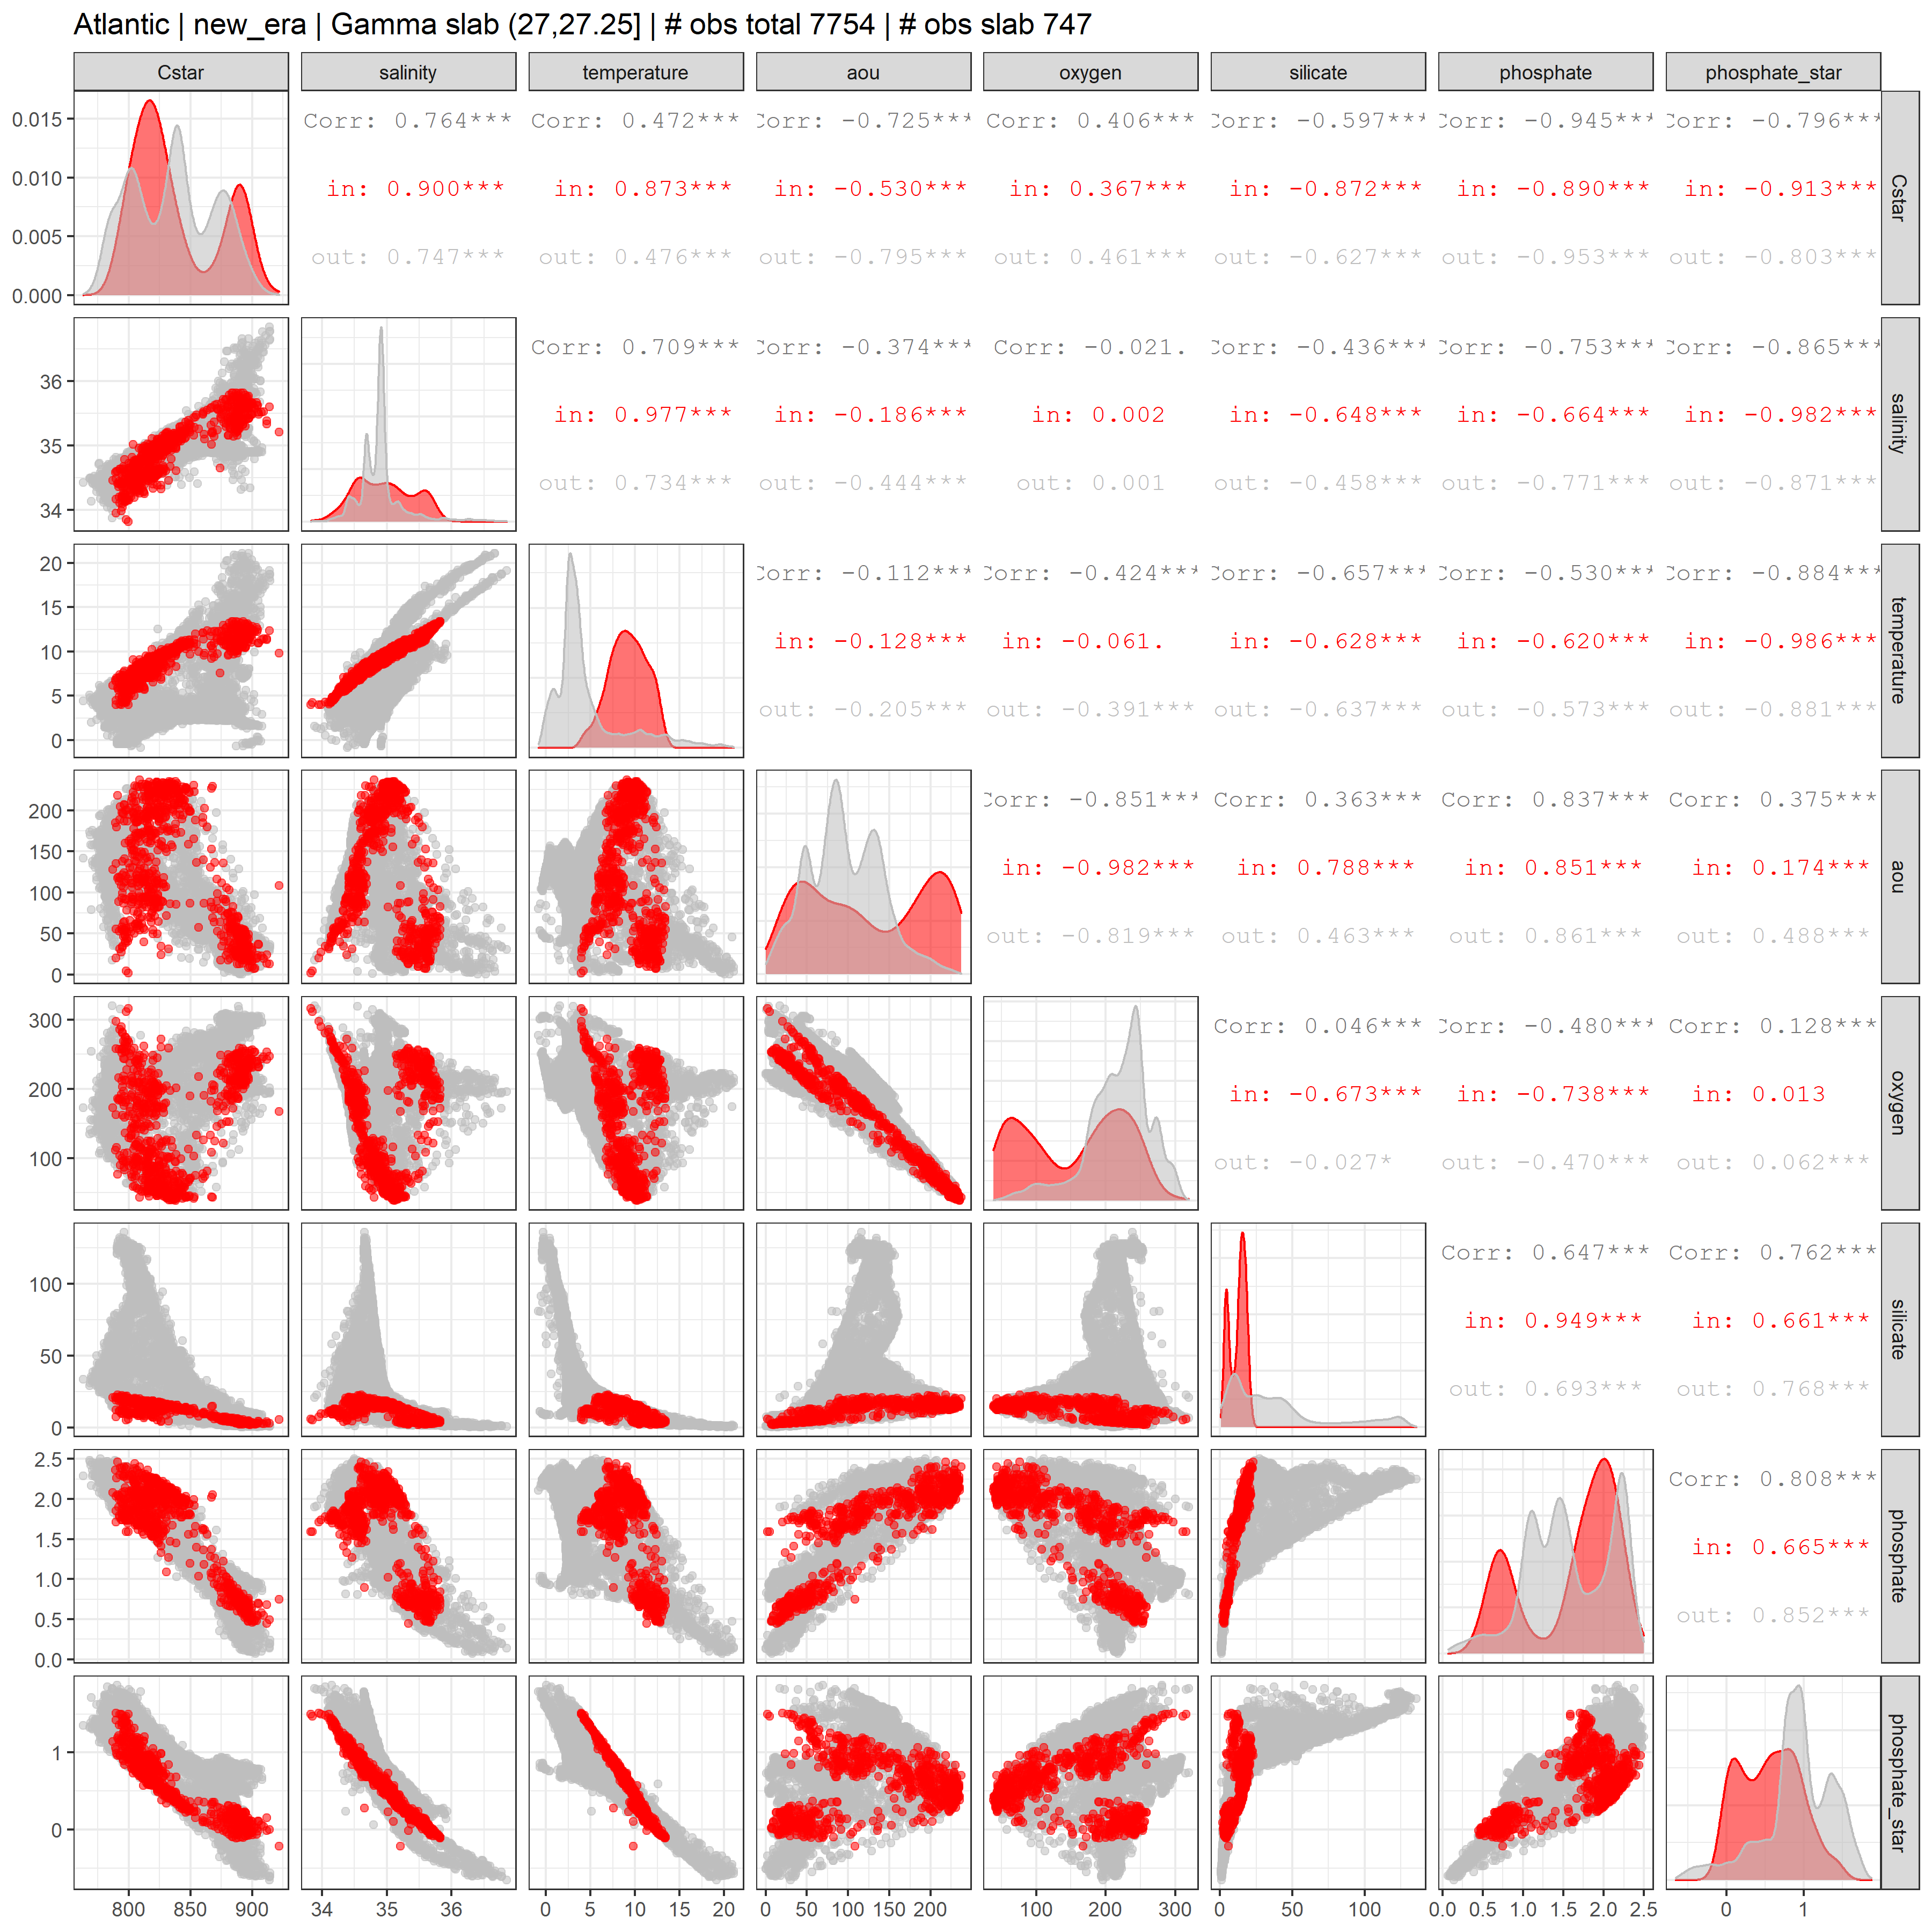 Atlantic | new_era | Gamma slab (27,27.25] | # obs total 7754 | # obs slab 747
Cstar salinity temperature aou oxygen silicate phosphate phosphate_star
0.015 Corr: 0.764*** Corr: 0.472*** Corr: -0.725*** Corr: 0.406*** Corr: -0.597*** Corr: -0.945*** Corr: -0.796***
0.010 in: 0.900*** in: 0.873*** in: -0.530*** in: 0.367*** in: -0.872*** in: -0.890*** in: -0.913*** Cstar
0.005 out: 0.747*** out: 0.476*** out: -0.795*** out: 0.461*** out: -0.627*** out: -0.953*** out: -0.803***
0.000
Corr: 0.709*** Corr: -0.374*** Corr: -0.021. Corr: -0.436*** Corr: -0.753*** Corr: -0.865***
36
in: 0.977*** in: -0.186*** in: 0.002 in: -0.648*** in: -0.664*** in: -0.982*** salinity
35
out: 0.734*** out: -0.444*** out: 0.001 out: -0.458*** out: -0.771*** out: -0.871***
34
20 Corr: -0.112*** Corr: -0.424*** Corr: -0.657*** Corr: -0.530*** Corr: -0.884***
15
10 in: -0.128*** in: -0.061. in: -0.628*** in: -0.620*** in: -0.986*** temperature
5 out: -0.205*** out: -0.391*** out: -0.637*** out: -0.573*** out: -0.881***
0
200 Corr: -0.851*** Corr: 0.363*** Corr: 0.837*** Corr: 0.375***
150
100 in: -0.982*** in: 0.788*** in: 0.851*** in: 0.174*** aou
50 out: -0.819*** out: 0.463*** out: 0.861*** out: 0.488***
0
300 Corr: 0.046*** Corr: -0.480*** Corr: 0.128***
200 in: -0.673*** in: -0.738*** in: 0.013 oxygen
100 out: -0.027* out: -0.470*** out: 0.062***
Corr: 0.647*** Corr: 0.762***
100
in: 0.949*** in: 0.661*** silicate
50
out: 0.693*** out: 0.768***
0
2.5 Corr: 0.808***
2.0
1.5 in: 0.665*** phosphate
1.0
0.5 out: 0.852***
0.0
1 phosphate_star
0
800 850 900 34 35 36 0 5 10 15 20 0 50 100 150 200 100 200 300 0 50 100 0.0 0.5 1.0 1.5 2.0 2.5 0 1